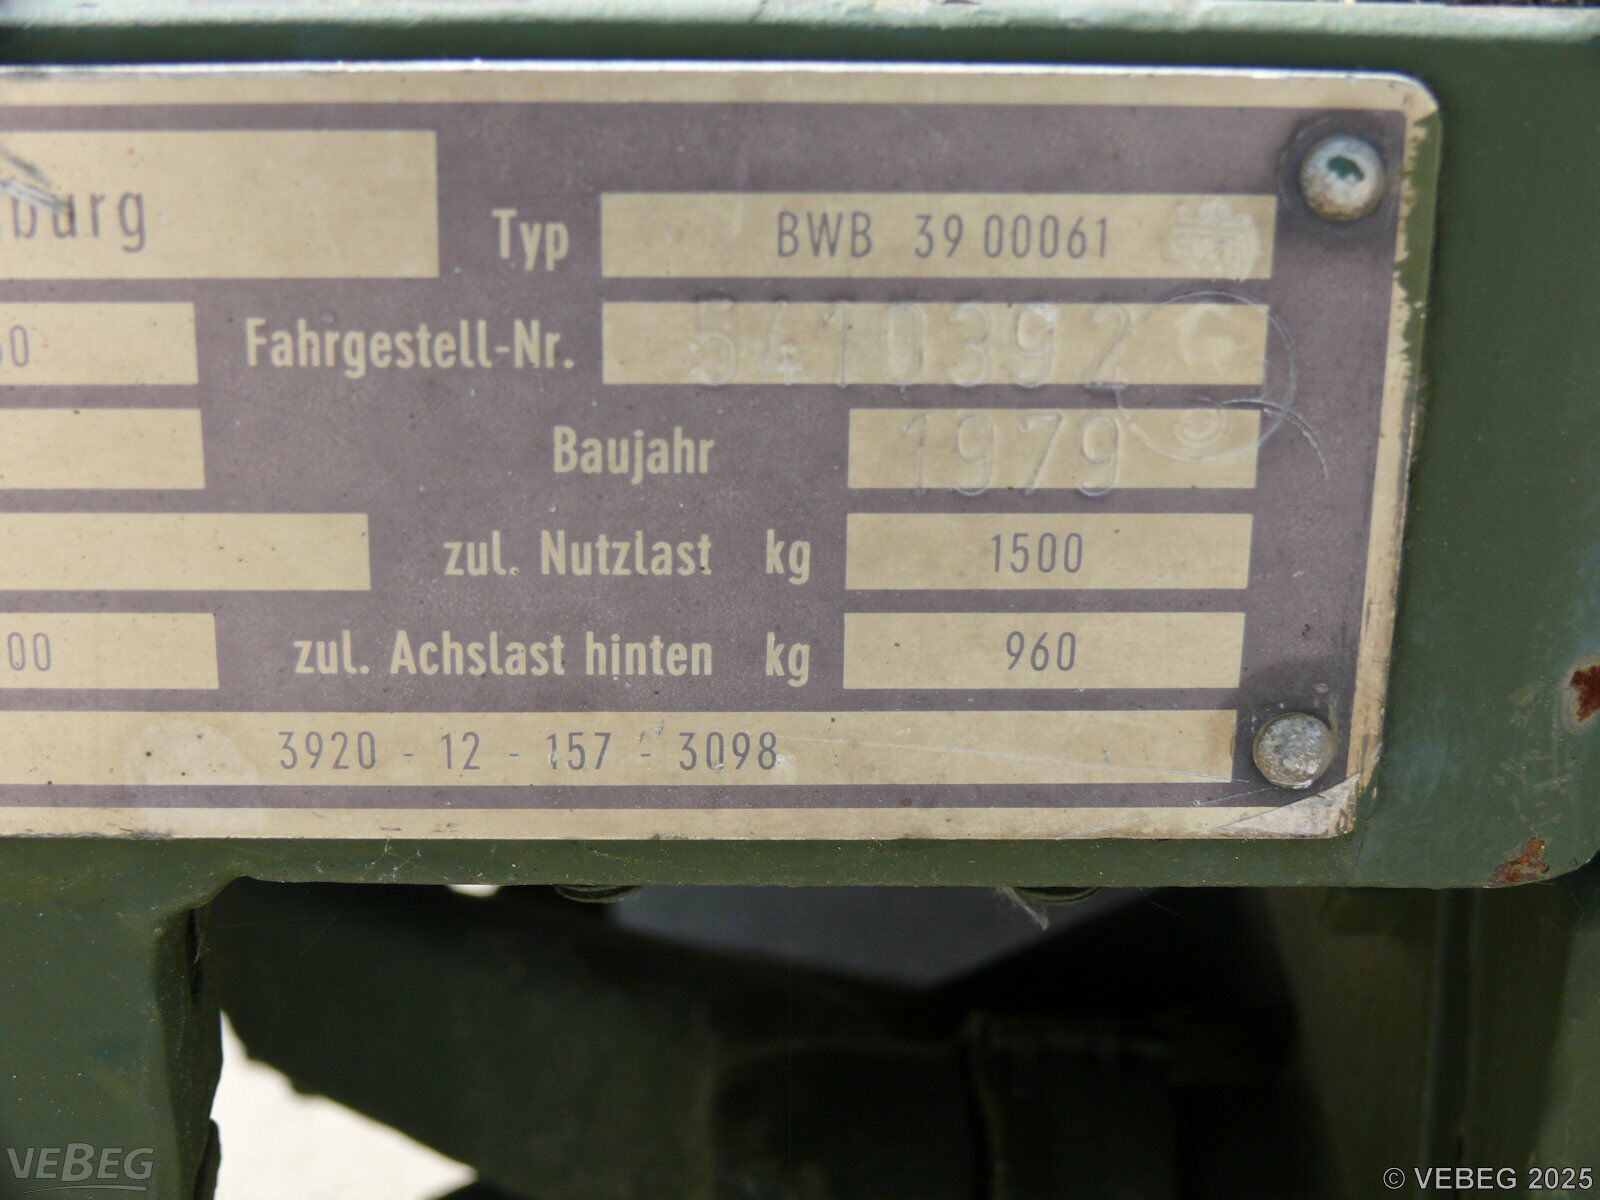 burg
Typ BWB 39 00061
60 Fahrgestell-Nr. 5410392
Baujahr 1979
zul. Nutzlast kg 1500
00 zul. Achslast hinten kg 960
3920 - 12 - 157 - 3098
VEBEG
© VEBEG 2025